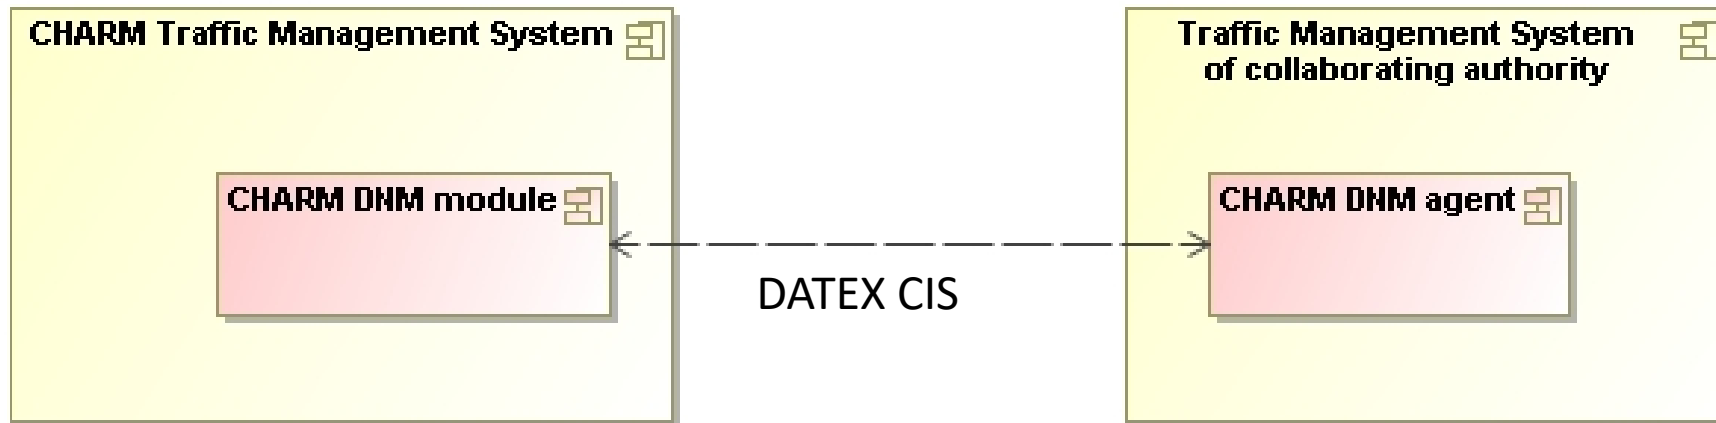 CHARM Traffic Management System
Traffic Management System
of collaborating authority
CHARM DNM module
CHARM DNM agent
DATEX CIS